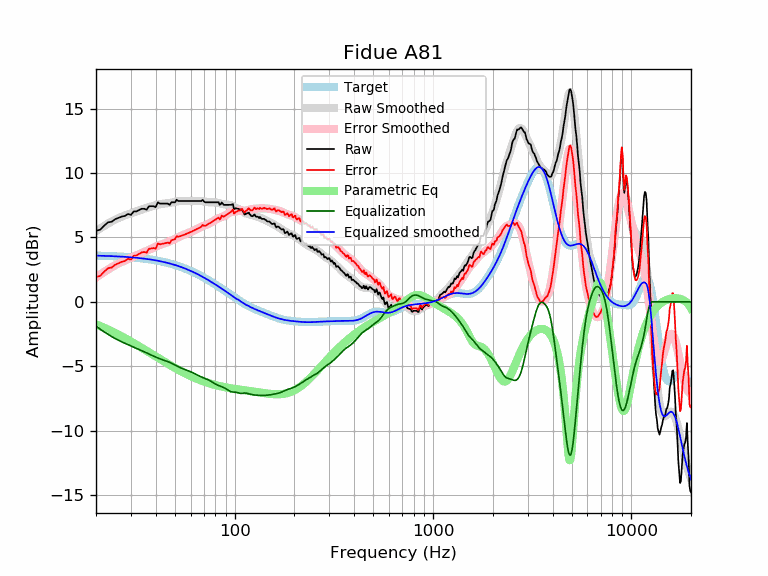 Fidue A81
Amplitude (dBr)
15
10
5
0
−5
−10
−15
Target
Raw Smoothed
Error Smoothed
Raw
Error
Parametric Eq
Equalization
Equalized smoothed
100
1000
10000
Frequency (Hz)